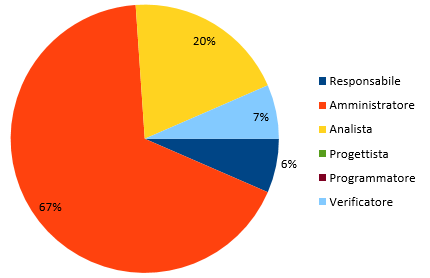 20%
7%
6%
67%
Responsabile
Amministratore
Analista
Progettista
Programmatore
Verificatore